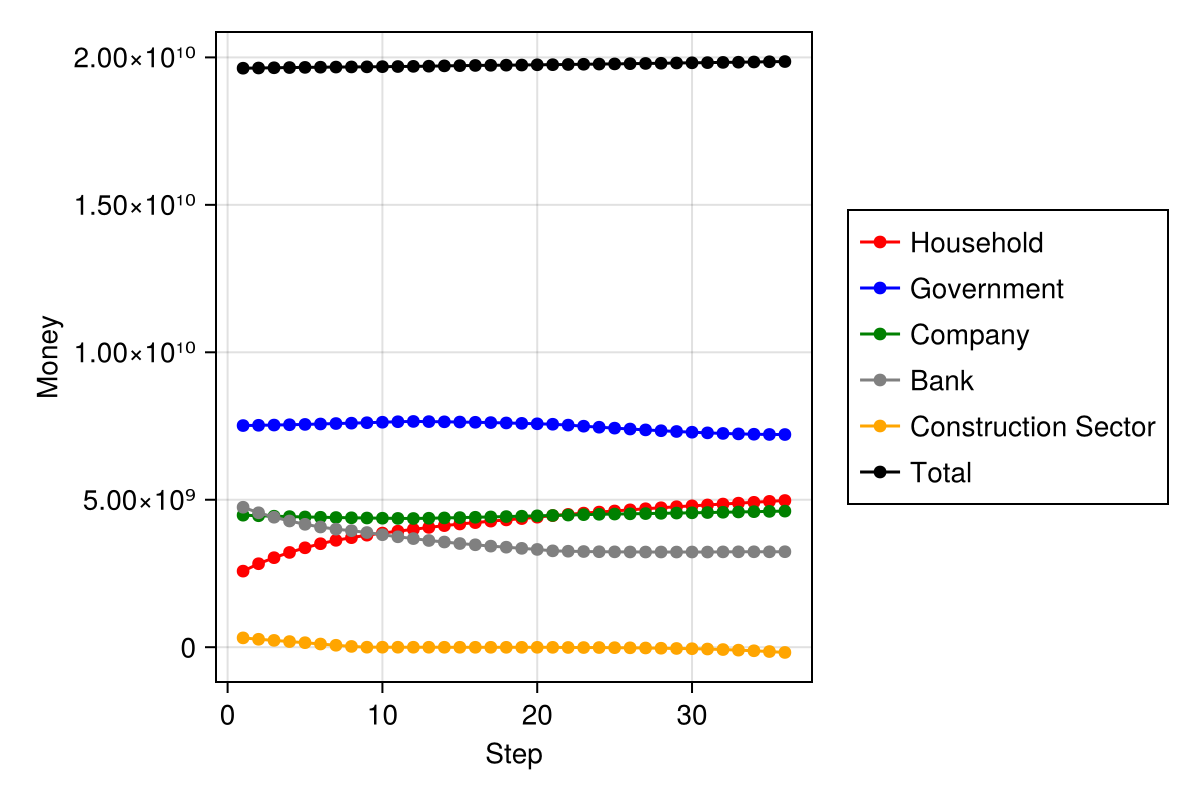 2.00×10¹⁰
1.50×10¹⁰
1.00×10¹⁰
5.00×10⁹
0
Money
0 10 20 30
Step
Household
Government
Company
Bank
Construction Sector
Total